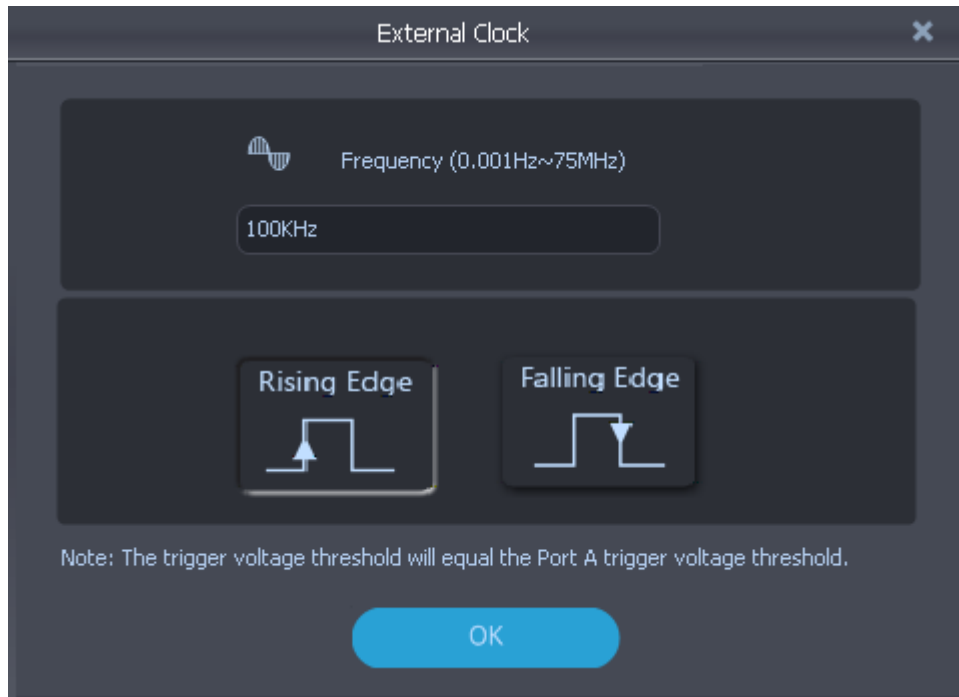 External Clock
Frequency (0.001Hz~75MHz)
100KHz
Rising Edge
Falling Edge
Note: The trigger voltage threshold will equal the Port A trigger voltage threshold.
OK